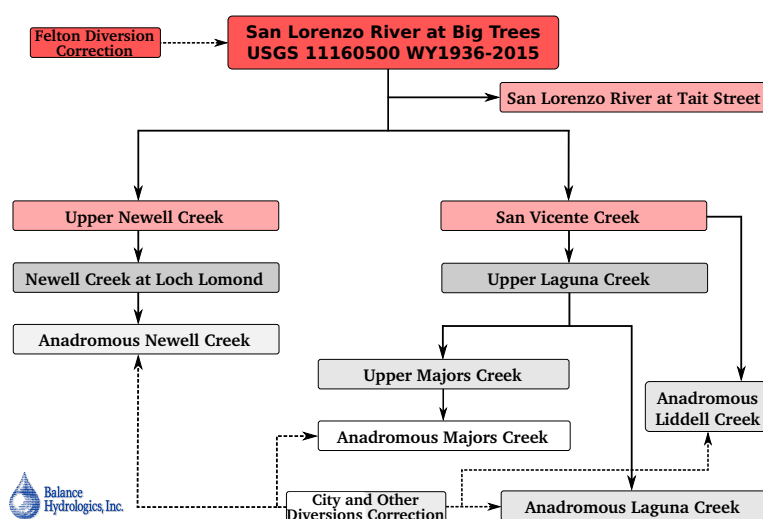 Felton Diversion
Correction
San Lorenzo River at Big Trees
USGS 11160500 WY1936-2015
San Lorenzo River at Tait Street
Upper Newell Creek
San Vicente Creek
Newell Creek at Loch Lomond
Upper Laguna Creek
Anadromous Newell Creek
Upper Majors Creek
Anadromous
Liddell Creek
Anadromous Majors Creek
Balance
Hydrologics, Inc.
City and Other
Diversions Correction
Anadromous Laguna Creek